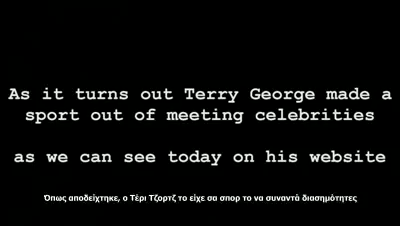 As it turns out Terry George made a
sport out of meeting celebrities
as we can see today on his website
Όπως αποδείχτηκε, ο Τέρι Τζορτζ το είχε σα σπορ το να συναντά διασημότητες